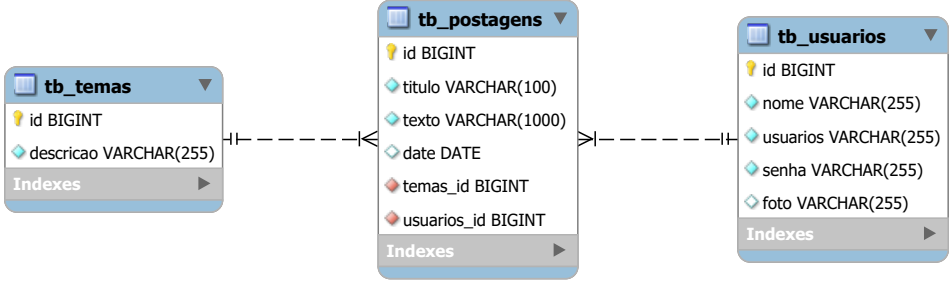 tb_temas
id BIGINT
descricao VARCHAR(255)
Indexes
tb_postagens
id BIGINT
titulo VARCHAR(100)
texto VARCHAR(1000)
date DATE
temas_id BIGINT
usuarios_id BIGINT
Indexes
tb_usuarios
id BIGINT
nome VARCHAR(255)
usuarios VARCHAR(255)
senha VARCHAR(255)
foto VARCHAR(255)
Indexes